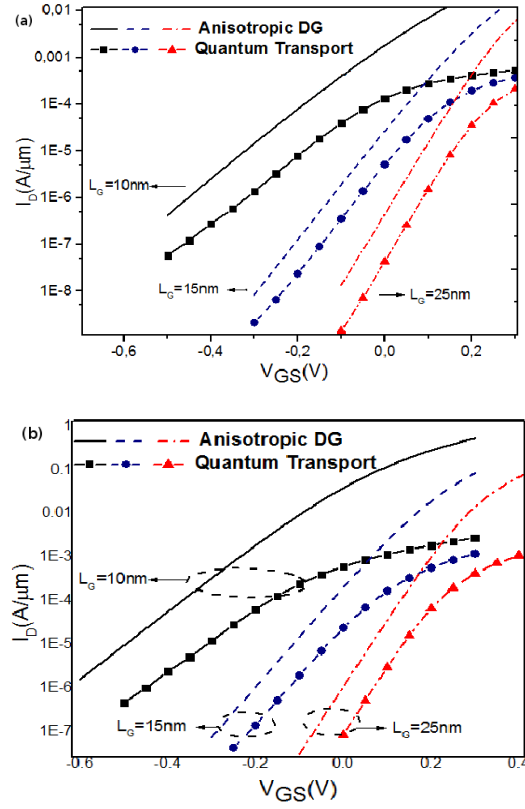 (a)
Anisotropic DG
Quantum Transport
0,01
0,001
1E-4
1E-5
1E-6
1E-7
1E-8
I_D(A/μm)
L_G=10nm
L_G=15nm
L_G=25nm
-0,6 -0,4 -0,2 0,0 0,2
V_GS(V)
(b)
Anisotropic DG
Quantum Transport
1
0.1
0.01
1E-3
1E-4
1E-5
1E-6
1E-7
I_D(A/μm)
L_G=10nm
L_G=15nm
L_G=25nm
-0.6 -0.4 -0.2 0.0 0.2 0.4
V_GS(V)